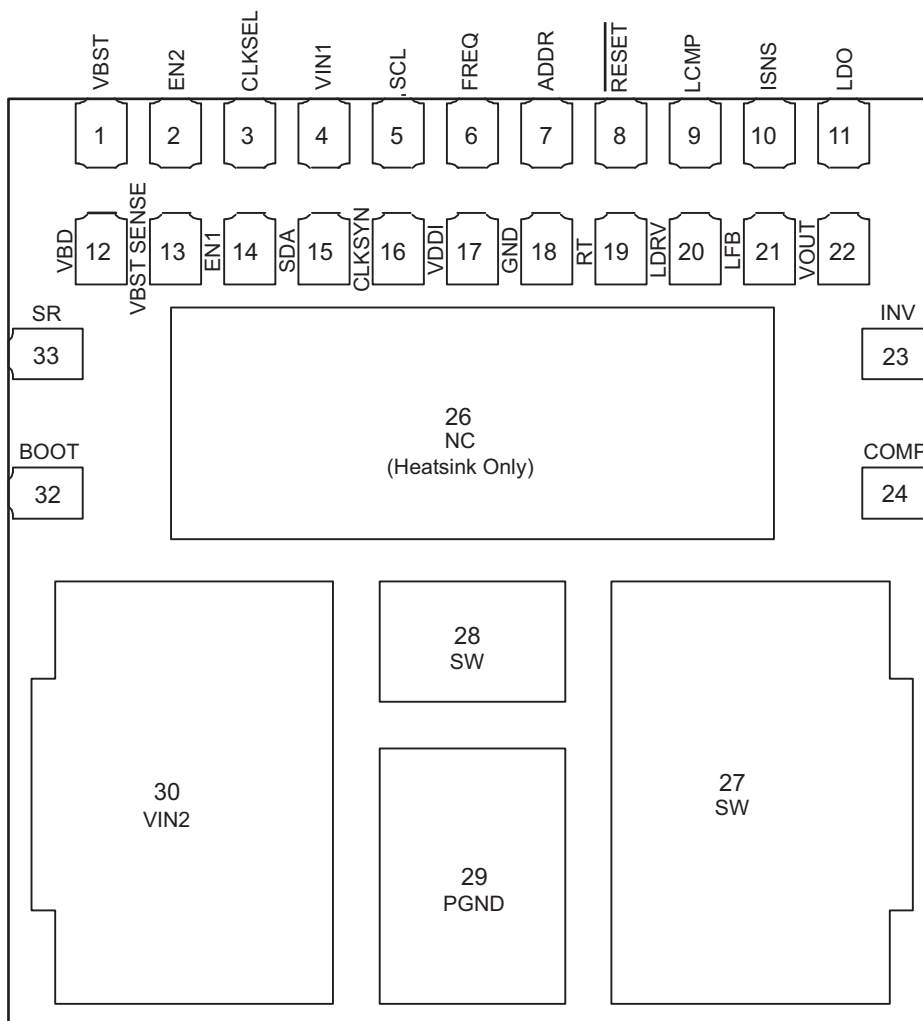 VBST EN2 CLKSEL VIN1 SCL FREQ ADDR RESET LCMP ISNS LDO
1 2 3 4 5 6 7 8 9 10 11
VBD VBST SENSE EN1 SDA CLKSYN VDDI GND RT LDRV LFB VOUT
12 13 14 15 16 17 18 19 20 21 22
SR
33
INV
23
26
NC
(Heatsink Only)
BOOT
32
COMP
24
28
SW
30
VIN2
27
SW
29
PGND